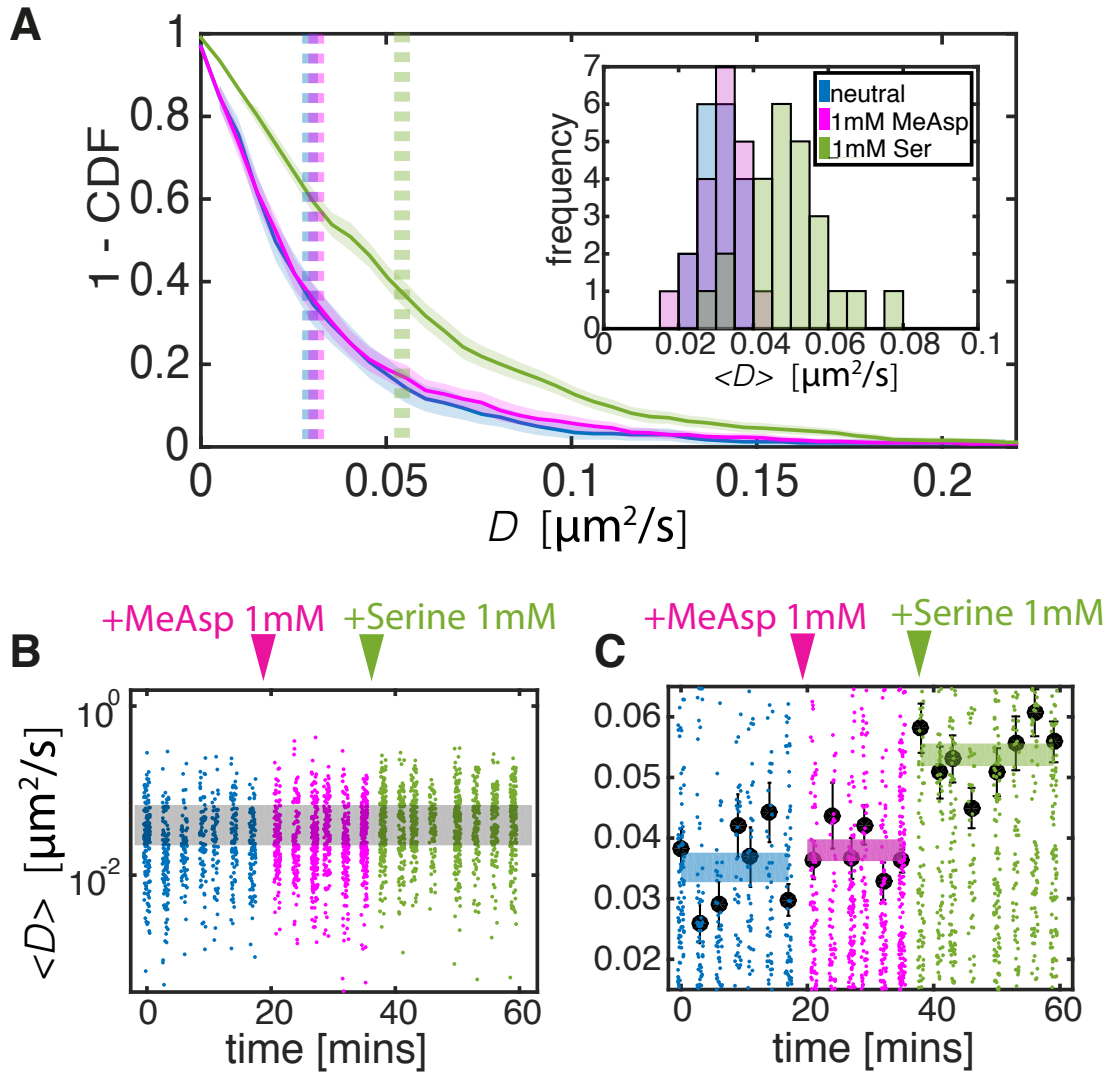 A
1
0.8
0.6
0.4
0.2
0
1 - CDF
0 0.05 0.1 0.15 0.2
D [μm²/s]
7
6
5
4
3
2
1
0
frequency
0 0.02 0.04 0.06 0.08 0.1
<D> [μm²/s]
neutral
1mM MeAsp
1mM Ser
+MeAsp 1mM +Serine 1mM
B
10⁰
10⁻²
<D> [μm²/s]
0 20 40 60
time [mins]
+MeAsp 1mM +Serine 1mM
C
0.06
0.05
0.04
0.03
0.02
0 20 40 60
time [mins]